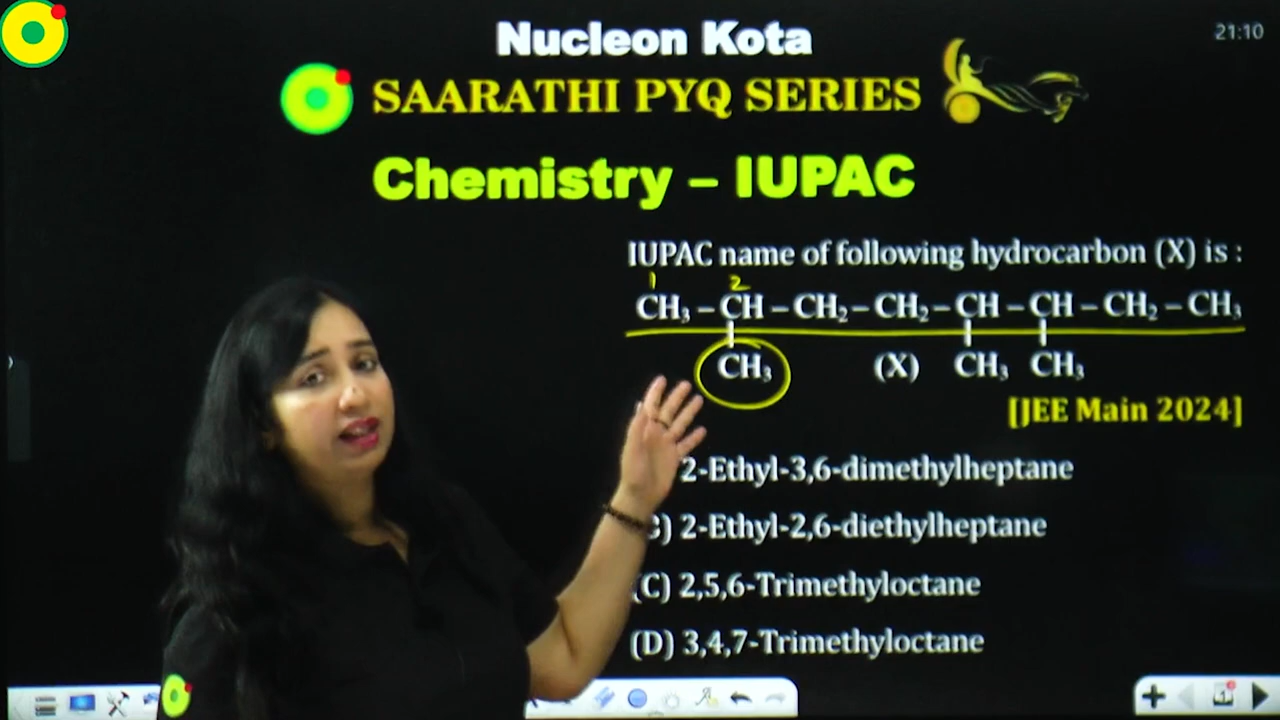 Nucleon Kota
21:10
SAARATHI PYQ SERIES
Chemistry – IUPAC
IUPAC name of following hydrocarbon (X) is :
1 2
CH₃ – CH – CH₂ – CH₂ – CH – CH – CH₂ – CH₃
CH₃ (X) CH₃ CH₃
[JEE Main 2024]
2-Ethyl-3,6-dimethylheptane
) 2-Ethyl-2,6-diethylheptane
(C) 2,5,6-Trimethyloctane
(D) 3,4,7-Trimethyloctane